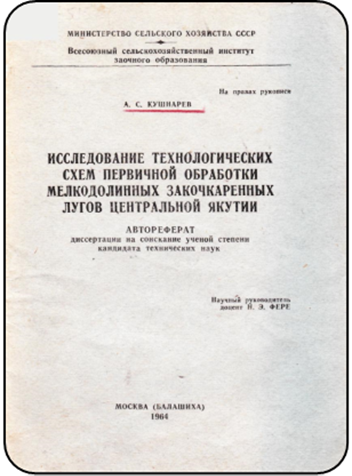 МИНИСТЕРСТВО СЕЛЬСКОГО ХОЗЯЙСТВА СССР
Всесоюзный сельскохозяйственный институт
заочного образования
На правах рукописи
А. С. КУШНАРЕВ
ИССЛЕДОВАНИЕ ТЕХНОЛОГИЧЕСКИХ
СХЕМ ПЕРВИЧНОЙ ОБРАБОТКИ
МЕЛКОДОЛИННЫХ ЗАКОЧКАРЕННЫХ
ЛУГОВ ЦЕНТРАЛЬНОЙ ЯКУТИИ
АВТОРЕФЕРАТ
диссертации на соискание ученой степени
кандидата технических наук
Научный руководитель
доцент Н. Э. ФЕРЕ
МОСКВА (БАЛАШИХА)
1964